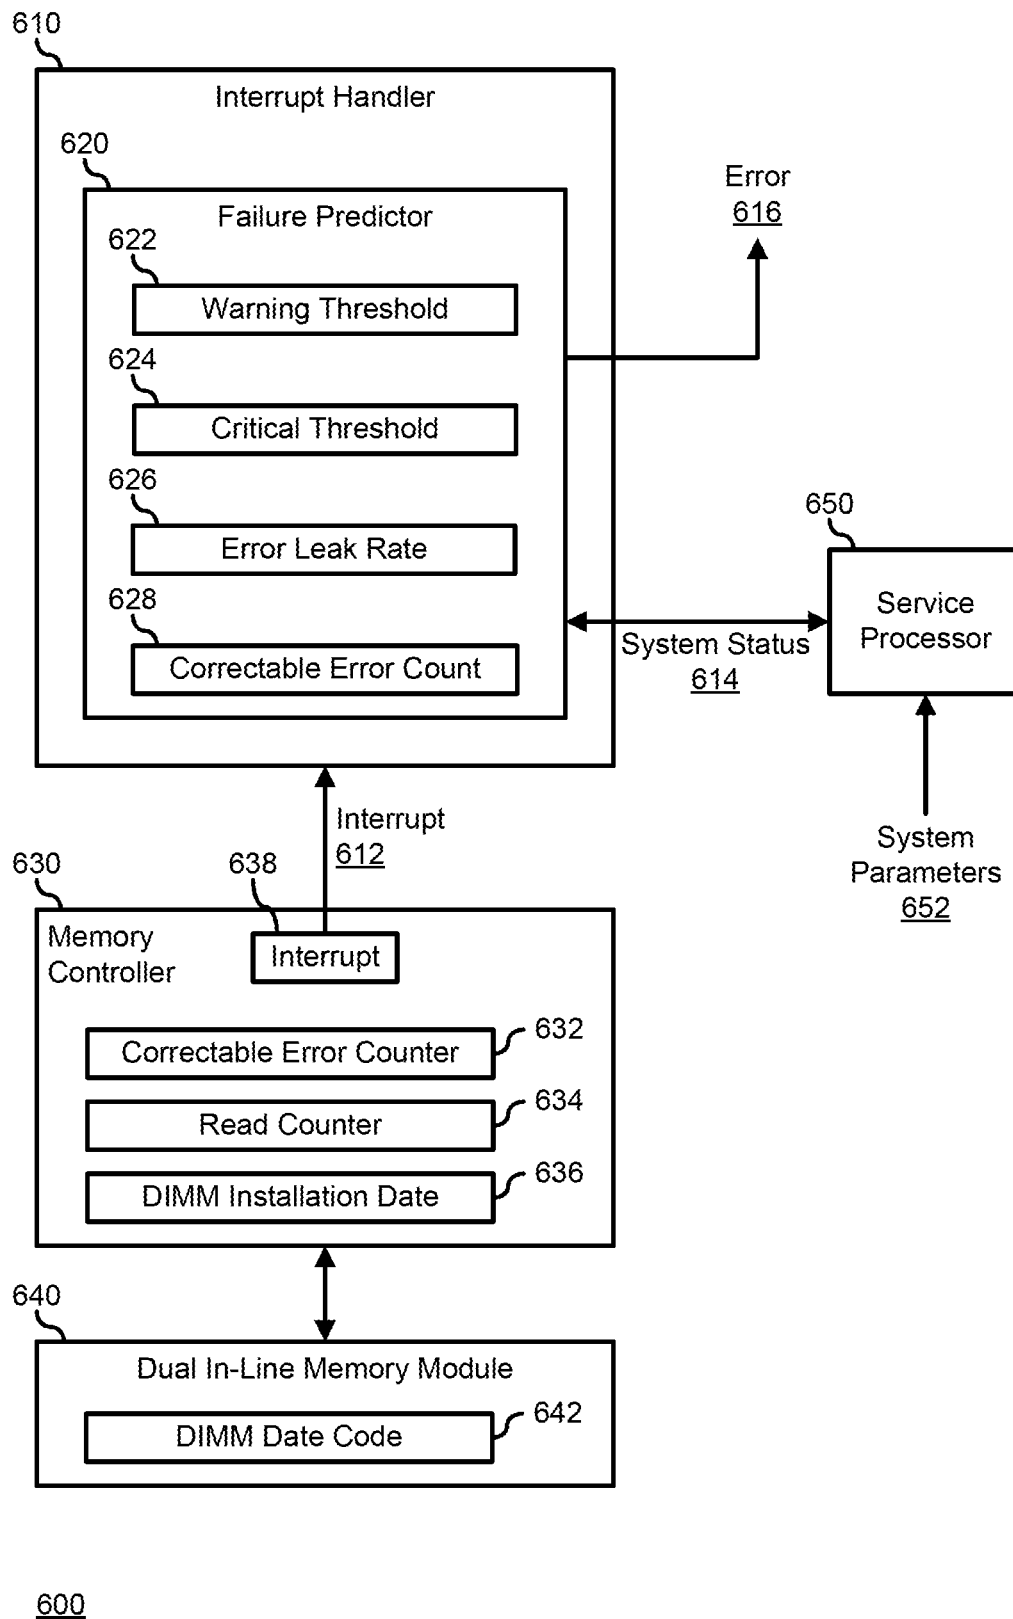 610
Interrupt Handler
620
Failure Predictor
622
Warning Threshold
624
Critical Threshold
626
Error Leak Rate
628
Correctable Error Count
Error
616
650
Service
Processor
System Status
614
System
Parameters
652
Interrupt
612
630
638
Memory
Controller
Interrupt
Correctable Error Counter
632
Read Counter
634
DIMM Installation Date
636
640
Dual In-Line Memory Module
DIMM Date Code
642
600